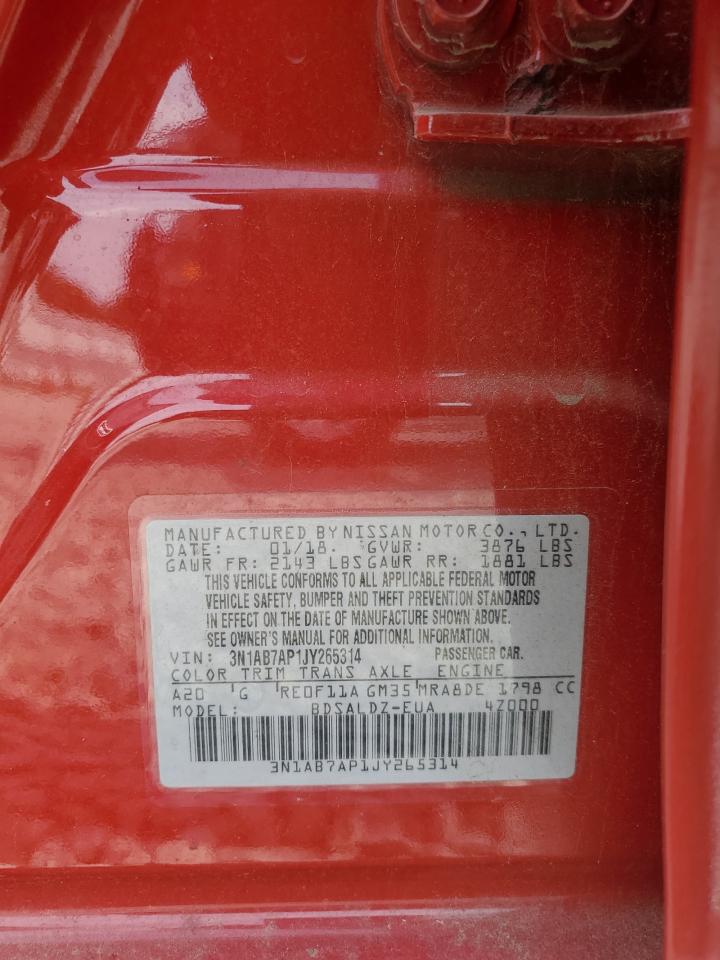 MANUFACTURED BY NISSAN MOTOR CO., LTD.
DATE: 01/18. GVWR: 3876 LBS
GAWR FR: 2143 LBS GAWR RR: 1881 LBS
THIS VEHICLE CONFORMS TO ALL APPLICABLE FEDERAL MOTOR
VEHICLE SAFETY, BUMPER AND THEFT PREVENTION STANDARDS
IN EFFECT ON THE DATE OF MANUFACTURE SHOWN ABOVE.
SEE OWNER'S MANUAL FOR ADDITIONAL INFORMATION.
VIN: 3N1AB7AP1JY265314 PASSENGER CAR.
COLOR TRIM TRANS AXLE ENGINE
A20 G RE0F11A GM35 MRA8DE 1798 CC
MODEL: BDSALDZ-EUA 4Z000
3N1AB7AP1JY265314